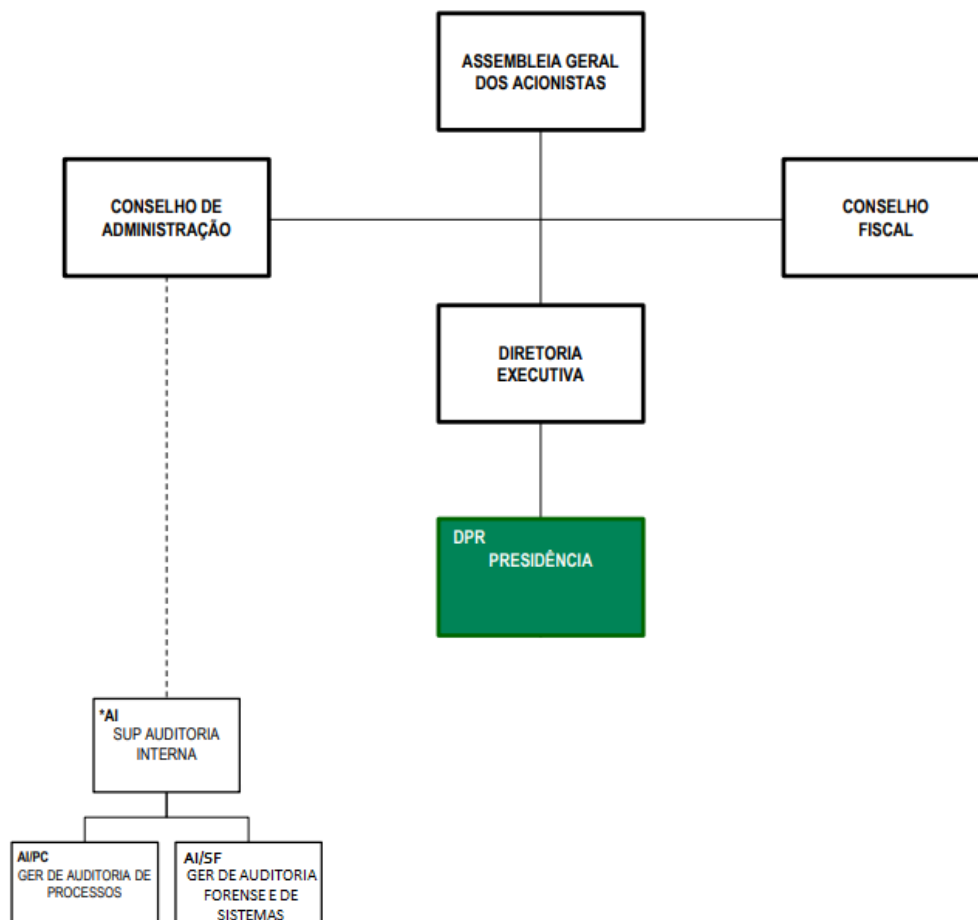 ASSEMBLEIA GERAL
DOS ACIONISTAS
CONSELHO DE
ADMINISTRAÇÃO
CONSELHO
FISCAL
DIRETORIA
EXECUTIVA
DPR
PRESIDÊNCIA
*AI
SUP AUDITORIA
INTERNA
AI/PC
GER DE AUDITORIA DE
PROCESSOS
AI/SF
GER DE AUDITORIA
FORENSE E DE
SISTEMAS